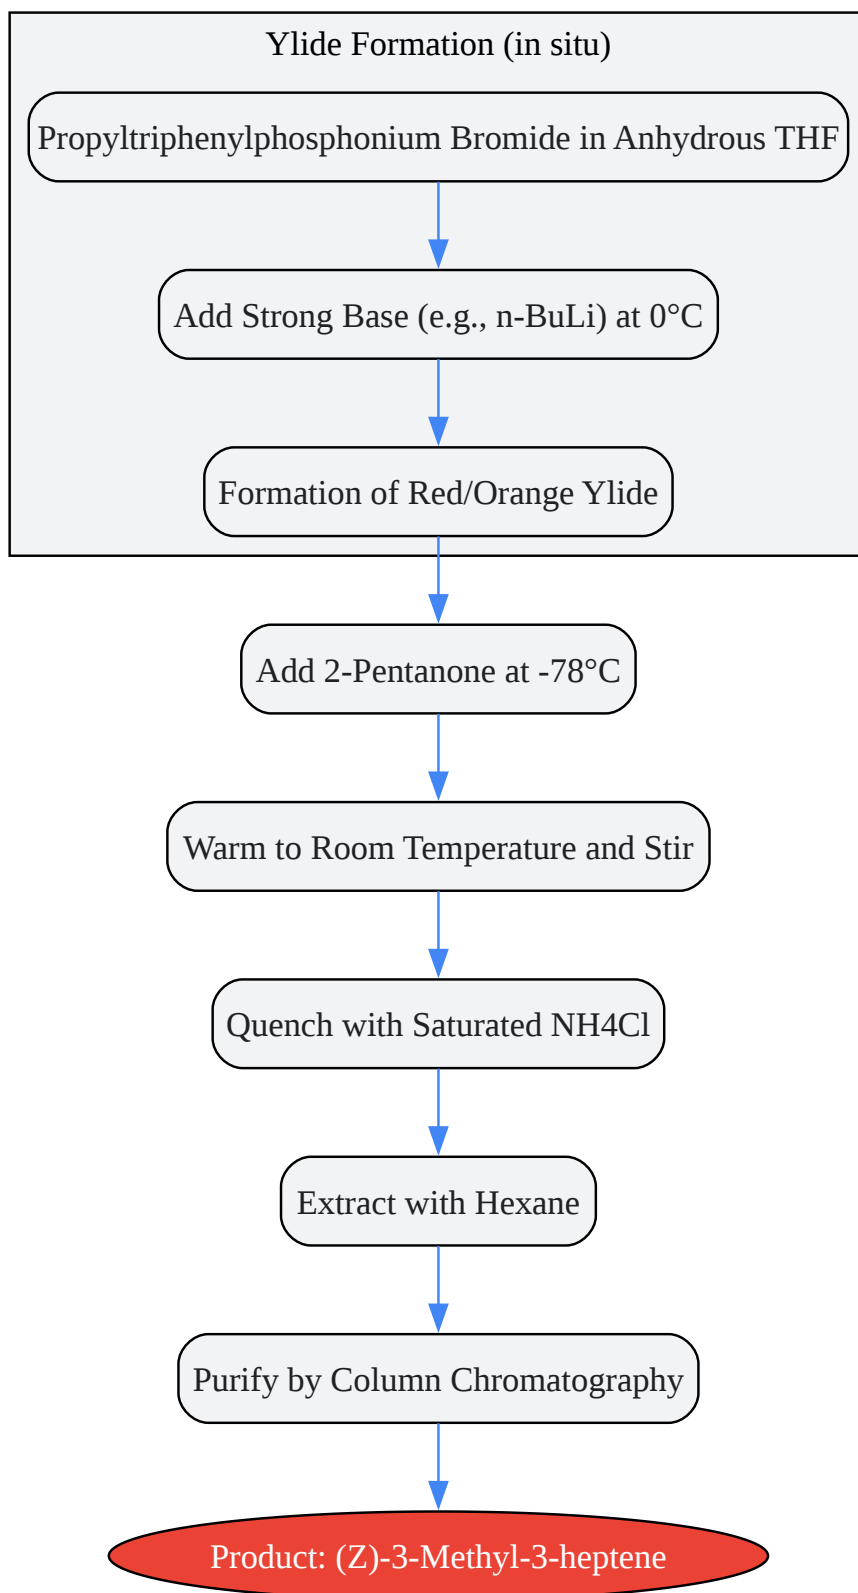 Ylide Formation (in situ)
Propyltriphenylphosphonium Bromide in Anhydrous THF
Add Strong Base (e.g., n-BuLi) at 0°C
Formation of Red/Orange Ylide
Add 2-Pentanone at -78°C
Warm to Room Temperature and Stir
Quench with Saturated NH4Cl
Extract with Hexane
Purify by Column Chromatography
Product: (Z)-3-Methyl-3-heptene